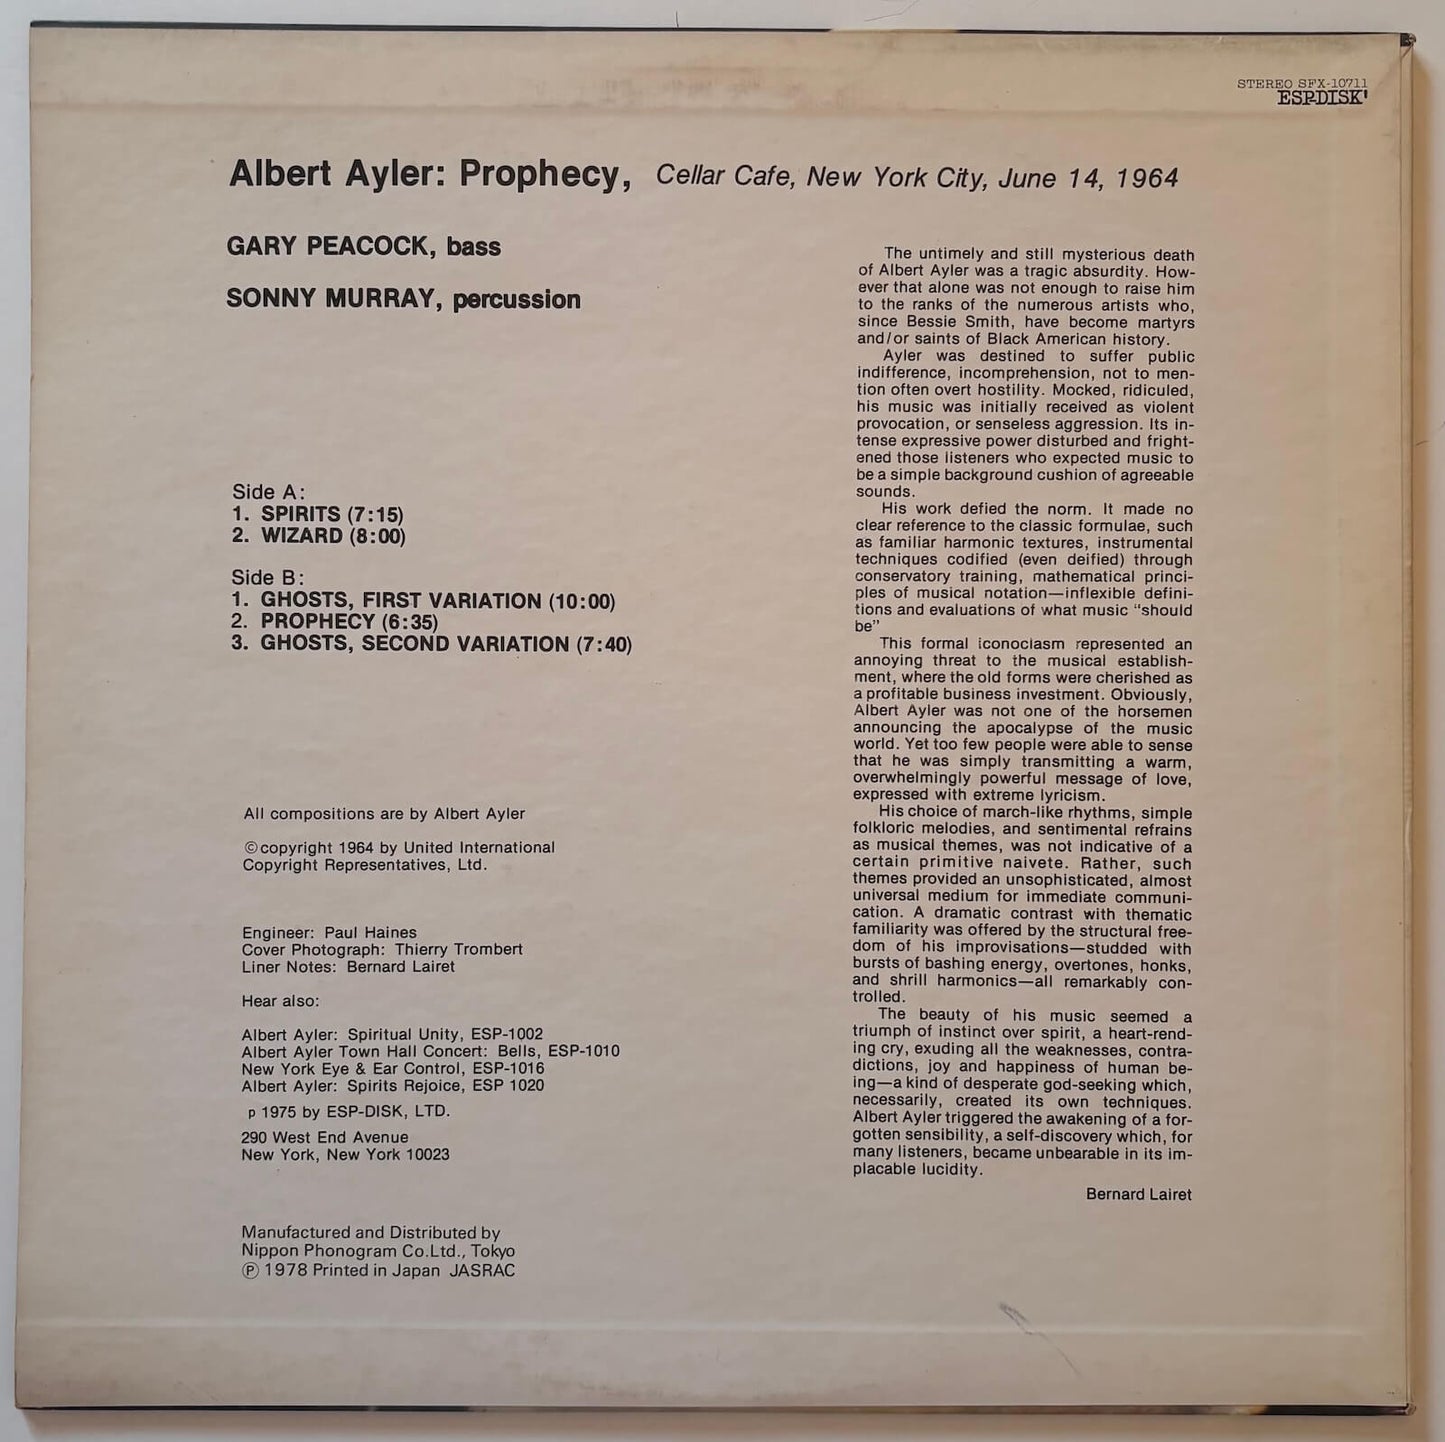 STEREO SFX-10711
ESP-DISK'
Albert Ayler: Prophecy, Cellar Cafe, New York City, June 14, 1964
GARY PEACOCK, bass
SONNY MURRAY, percussion
Side A:
1. SPIRITS (7:15)
2. WIZARD (8:00)
Side B:
1. GHOSTS, FIRST VARIATION (10:00)
2. PROPHECY (6:35)
3. GHOSTS, SECOND VARIATION (7:40)
All compositions are by Albert Ayler
©copyright 1964 by United International
Copyright Representatives, Ltd.
Engineer: Paul Haines
Cover Photograph: Thierry Trombert
Liner Notes: Bernard Lairet
Hear also:
Albert Ayler: Spiritual Unity, ESP-1002
Albert Ayler Town Hall Concert: Bells, ESP-1010
New York Eye & Ear Control, ESP-1016
Albert Ayler: Spirits Rejoice, ESP 1020
p 1975 by ESP-DISK, LTD.
290 West End Avenue
New York, New York 10023
Manufactured and Distributed by
Nippon Phonogram Co.Ltd., Tokyo
℗ 1978 Printed in Japan JASRAC
The untimely and still mysterious death
of Albert Ayler was a tragic absurdity. How-
ever that alone was not enough to raise him
to the ranks of the numerous artists who,
since Bessie Smith, have become martyrs
and/or saints of Black American history.
Ayler was destined to suffer public
indifference, incomprehension, not to men-
tion often overt hostility. Mocked, ridiculed,
his music was initially received as violent
provocation, or senseless aggression. Its in-
tense expressive power disturbed and fright-
ened those listeners who expected music to
be a simple background cushion of agreeable
sounds.
His work defied the norm. It made no
clear reference to the classic formulae, such
as familiar harmonic textures, instrumental
techniques codified (even deified) through
conservatory training, mathematical princi-
ples of musical notation—inflexible defini-
tions and evaluations of what music “should
be”
This formal iconoclasm represented an
annoying threat to the musical establish-
ment, where the old forms were cherished as
a profitable business investment. Obviously,
Albert Ayler was not one of the horsemen
announcing the apocalypse of the music
world. Yet too few people were able to sense
that he was simply transmitting a warm,
overwhelmingly powerful message of love,
expressed with extreme lyricism.
His choice of march-like rhythms, simple
folkloric melodies, and sentimental refrains
as musical themes, was not indicative of a
certain primitive naivete. Rather, such
themes provided an unsophisticated, almost
universal medium for immediate communi-
cation. A dramatic contrast with thematic
familiarity was offered by the structural free-
dom of his improvisations—studded with
bursts of bashing energy, overtones, honks,
and shrill harmonics—all remarkably con-
trolled.
The beauty of his music seemed a
triumph of instinct over spirit, a heart-rend-
ing cry, exuding all the weaknesses, contra-
dictions, joy and happiness of human be-
ing—a kind of desperate god-seeking which,
necessarily, created its own techniques.
Albert Ayler triggered the awakening of a for-
gotten sensibility, a self-discovery which, for
many listeners, became unbearable in its im-
placable lucidity.
Bernard Lairet